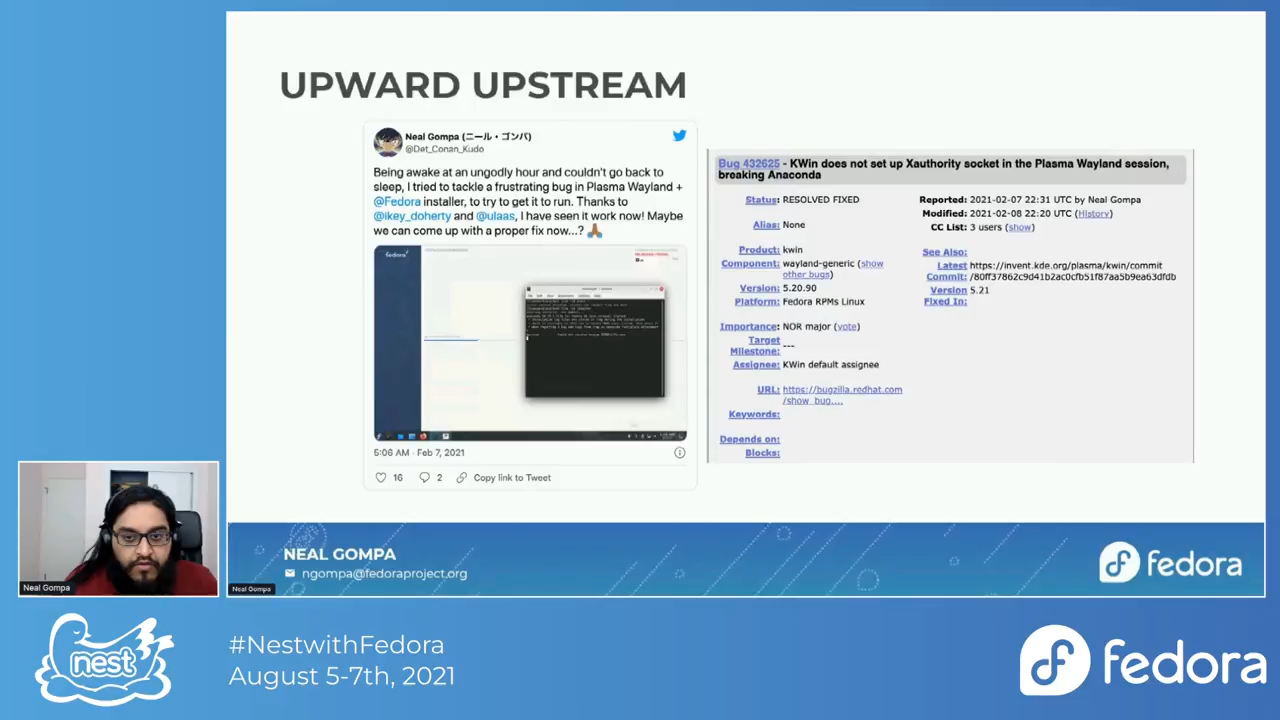 UPWARD UPSTREAM
Neal Gompa (ニール・ゴンパ)
@Det_Conan_Kudo
Being awake at an ungodly hour and couldn't go back to
sleep, I tried to tackle a frustrating bug in Plasma Wayland +
@Fedora installer, to try to get it to run. Thanks to
@ikey_doherty and @ulaas, I have seen it work now! Maybe
we can come up with a proper fix now...? 🙏🏾
fedora
5:06 AM · Feb 7, 2021
16 2 Copy link to Tweet
Bug 432625 - KWin does not set up Xauthority socket in the Plasma Wayland session,
breaking Anaconda
Status: RESOLVED FIXED
Alias: None
Product: kwin
Component: wayland-generic (show
other bugs)
Version: 5.20.90
Platform: Fedora RPMs Linux
Importance: NOR major (vote)
Target
Milestone: ---
Assignee: KWin default assignee
URL: https://bugzilla.redhat.com
/show_bug....
Keywords:
Depends on:
Blocks:
Reported: 2021-02-07 22:31 UTC by Neal Gompa
Modified: 2021-02-08 22:20 UTC (History)
CC List: 3 users (show)
See Also:
Latest https://invent.kde.org/plasma/kwin/commit
Commit: /80ff37862c9d41b2ac0cfb51f87aa5b9ea63dfdb
Version 5.21
Fixed In:
NEAL GOMPA
ngompa@fedoraproject.org
fedora
Neal Gompa
Neal Gompa
nest
#NestwithFedora
August 5-7th, 2021
fedora